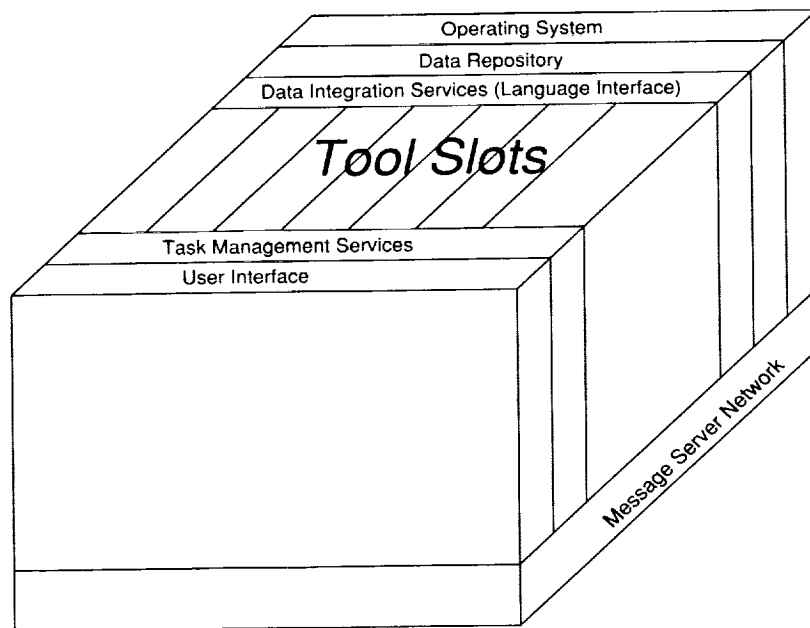 Operating System
Data Repository
Data Integration Services (Language Interface)
Tool Slots
Task Management Services
User Interface
Message Server Network